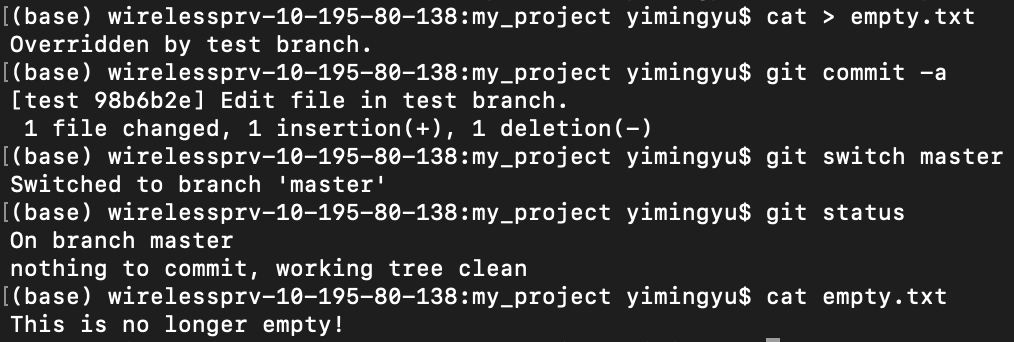 [(base) wirelessprv-10-195-80-138:my_project yimingyu$ cat > empty.txt
Overridden by test branch.
[(base) wirelessprv-10-195-80-138:my_project yimingyu$ git commit -a
[test 98b6b2e] Edit file in test branch.
 1 file changed, 1 insertion(+), 1 deletion(-)
[(base) wirelessprv-10-195-80-138:my_project yimingyu$ git switch master
Switched to branch 'master'
[(base) wirelessprv-10-195-80-138:my_project yimingyu$ git status
On branch master
nothing to commit, working tree clean
[(base) wirelessprv-10-195-80-138:my_project yimingyu$ cat empty.txt
This is no longer empty!